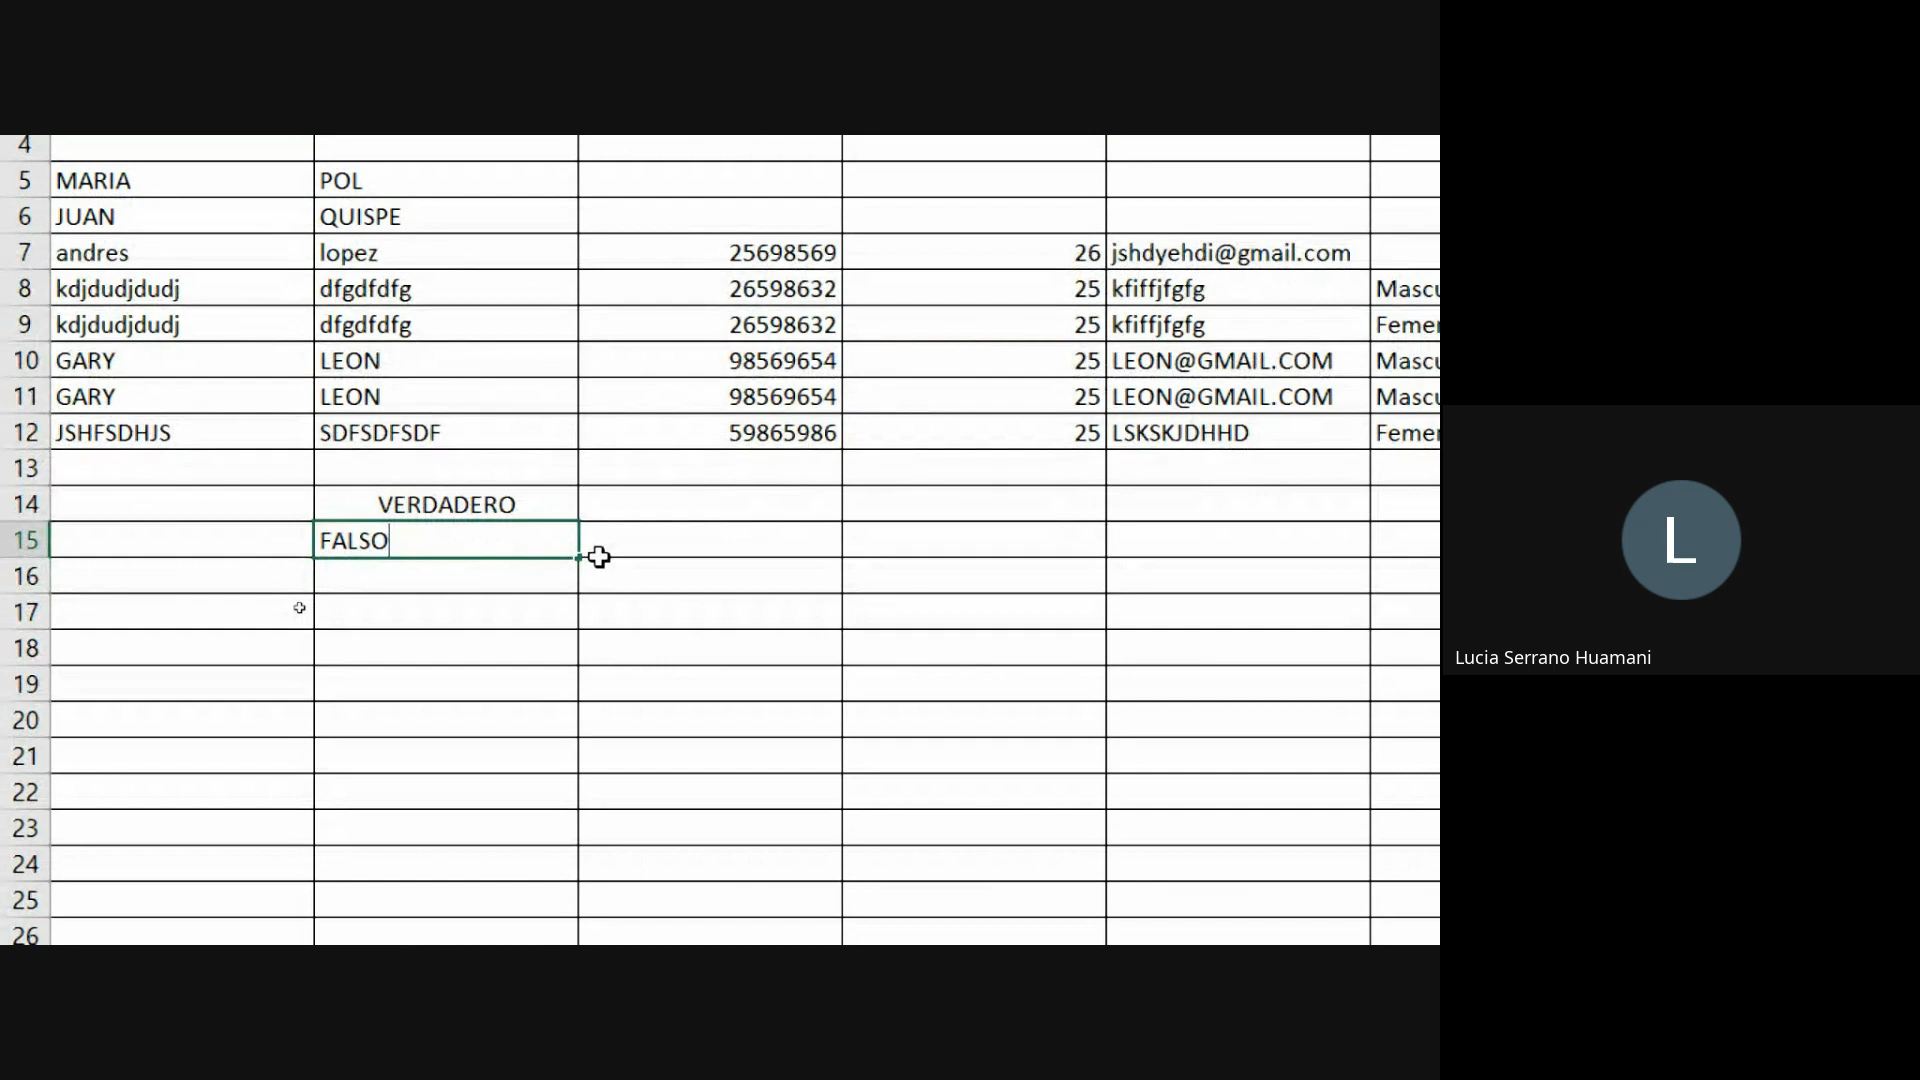 4
5 MARIA POL
6 JUAN QUISPE
7 andres lopez 25698569 26 jshdyehdi@gmail.com
8 kdjdudjdudj dfgdfdfg 26598632 25 kfiffjfgfg Mascu
9 kdjdudjdudj dfgdfdfg 26598632 25 kfiffjfgfg Femer
10 GARY LEON 98569654 25 LEON@GMAIL.COM Mascu
11 GARY LEON 98569654 25 LEON@GMAIL.COM Mascu
12 JSHFSDHJS SDFSDFSDF 59865986 25 LSKSKJDHHD Femer
13
14 VERDADERO
15 FALSO
16
17
18
19
20
21
22
23
24
25
26
L
Lucia Serrano Huamani